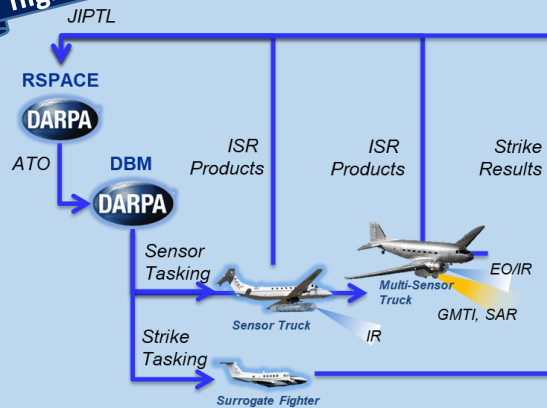 JIPTL
RSPACE
DARPA
ATO
DBM
DARPA
ISR
Products
ISR
Products
Strike
Results
Sensor
Tasking
Sensor Truck
IR
Multi-Sensor
Truck
EO/IR
GMTI, SAR
Strike
Tasking
Surrogate Fighter